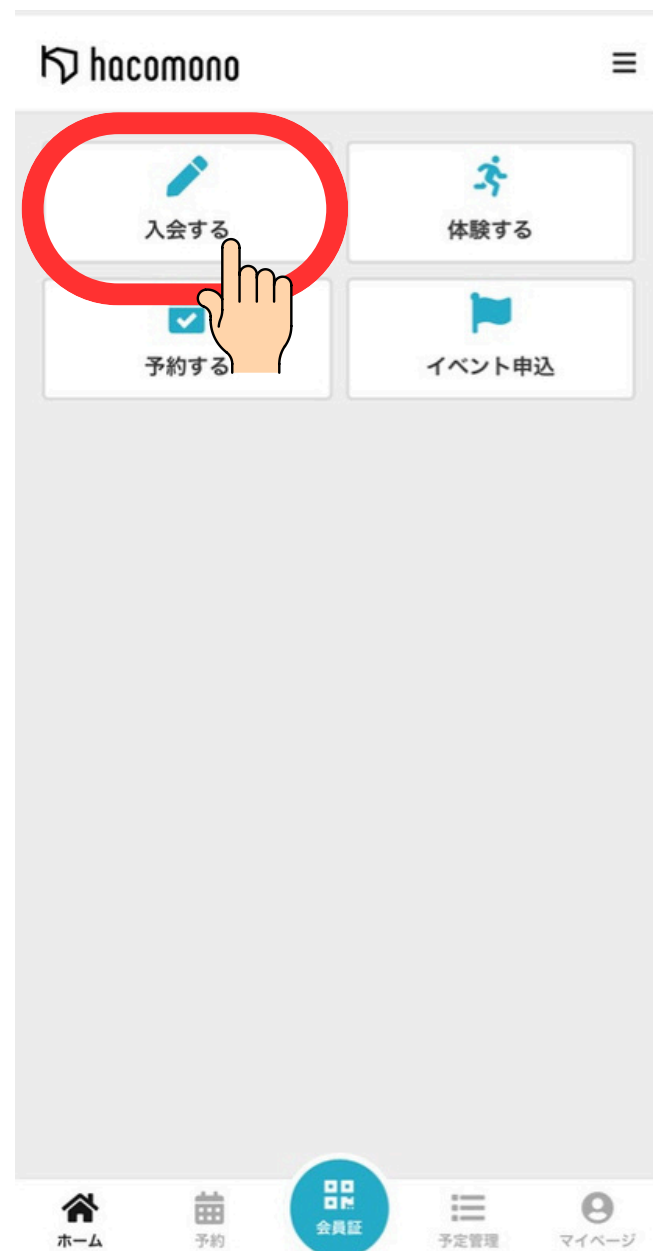 hacomono
入会する
体験する
予約する
イベント申込
ホーム
予約
会員証
予定管理
マイページ